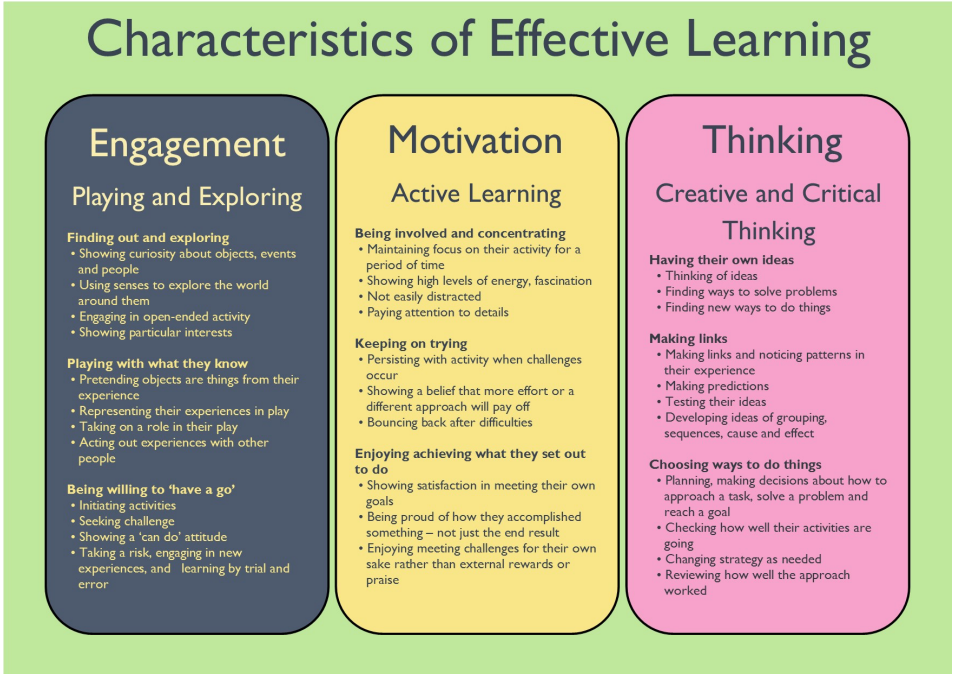 Characteristics of Effective Learning
Engagement
Playing and Exploring
Finding out and exploring
• Showing curiosity about objects, events
and people
• Using senses to explore the world
around them
• Engaging in open-ended activity
• Showing particular interests
Playing with what they know
• Pretending objects are things from their
experience
• Representing their experiences in play
• Taking on a role in their play
• Acting out experiences with other
people
Being willing to ‘have a go’
• Initiating activities
• Seeking challenge
• Showing a ‘can do’ attitude
• Taking a risk, engaging in new
experiences, and learning by trial and
error
Motivation
Active Learning
Being involved and concentrating
• Maintaining focus on their activity for a
period of time
• Showing high levels of energy, fascination
• Not easily distracted
• Paying attention to details
Keeping on trying
• Persisting with activity when challenges
occur
• Showing a belief that more effort or a
different approach will pay off
• Bouncing back after difficulties
Enjoying achieving what they set out
to do
• Showing satisfaction in meeting their own
goals
• Being proud of how they accomplished
something – not just the end result
• Enjoying meeting challenges for their own
sake rather than external rewards or
praise
Thinking
Creative and Critical
Thinking
Having their own ideas
• Thinking of ideas
• Finding ways to solve problems
• Finding new ways to do things
Making links
• Making links and noticing patterns in
their experience
• Making predictions
• Testing their ideas
• Developing ideas of grouping,
sequences, cause and effect
Choosing ways to do things
• Planning, making decisions about how to
approach a task, solve a problem and
reach a goal
• Checking how well their activities are
going
• Changing strategy as needed
• Reviewing how well the approach
worked